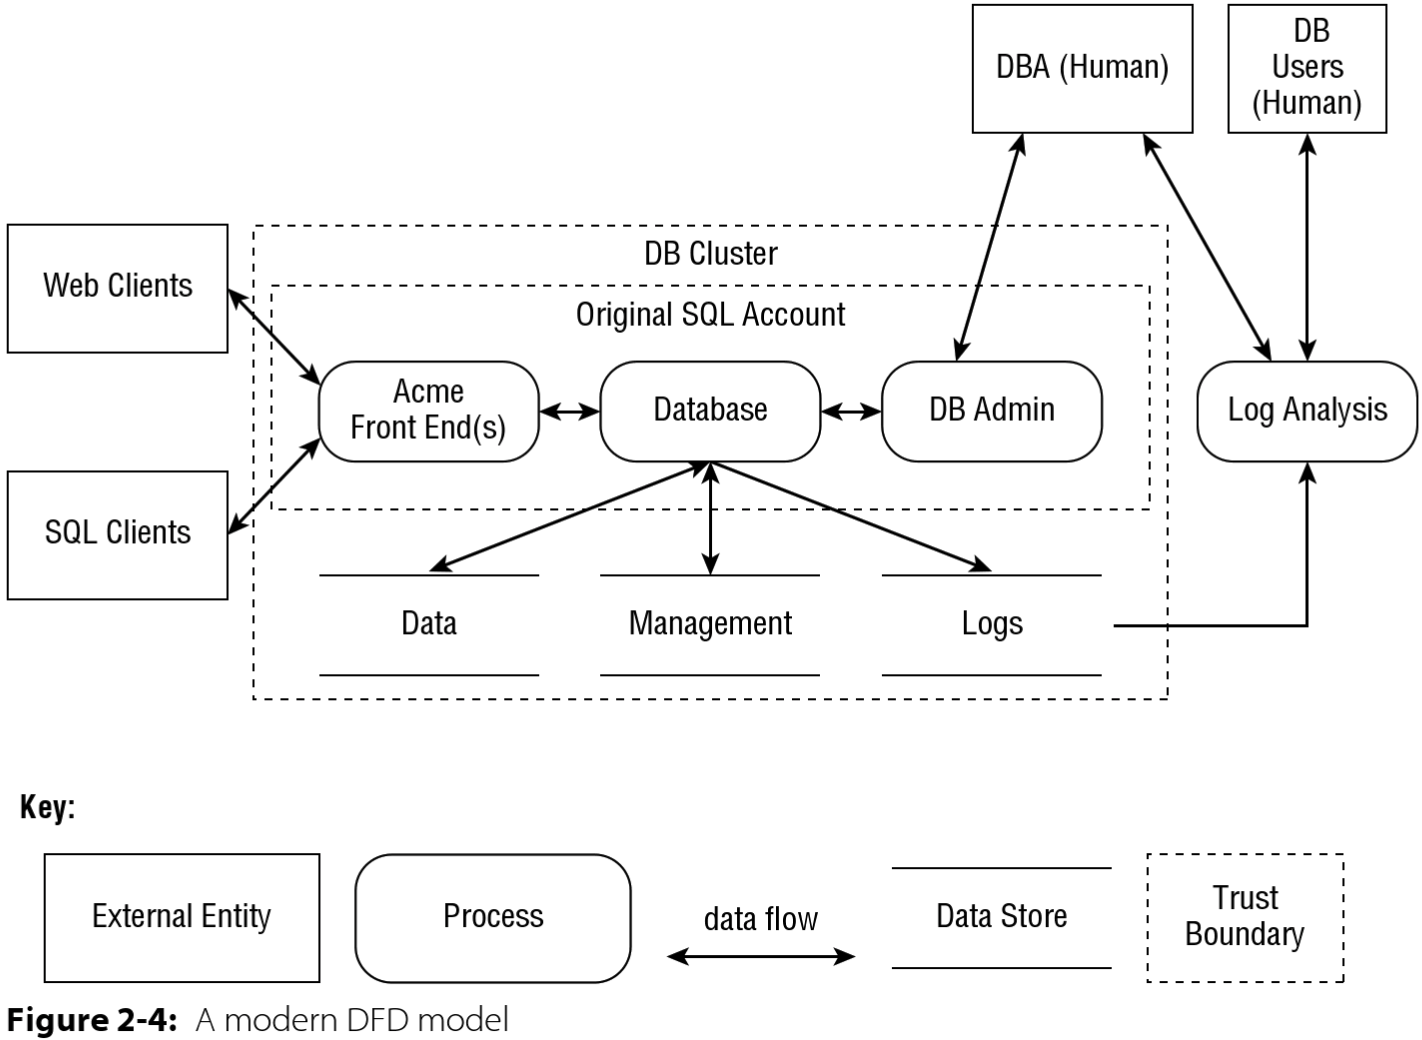 DBA (Human)
DB
Users
(Human)
Web Clients
DB Cluster
Original SQL Account
Acme
Front End(s)
Database
DB Admin
Log Analysis
SQL Clients
Data
Management
Logs
Key:
External Entity
Process
data flow
Data Store
Trust
Boundary
Figure 2-4: A modern DFD model